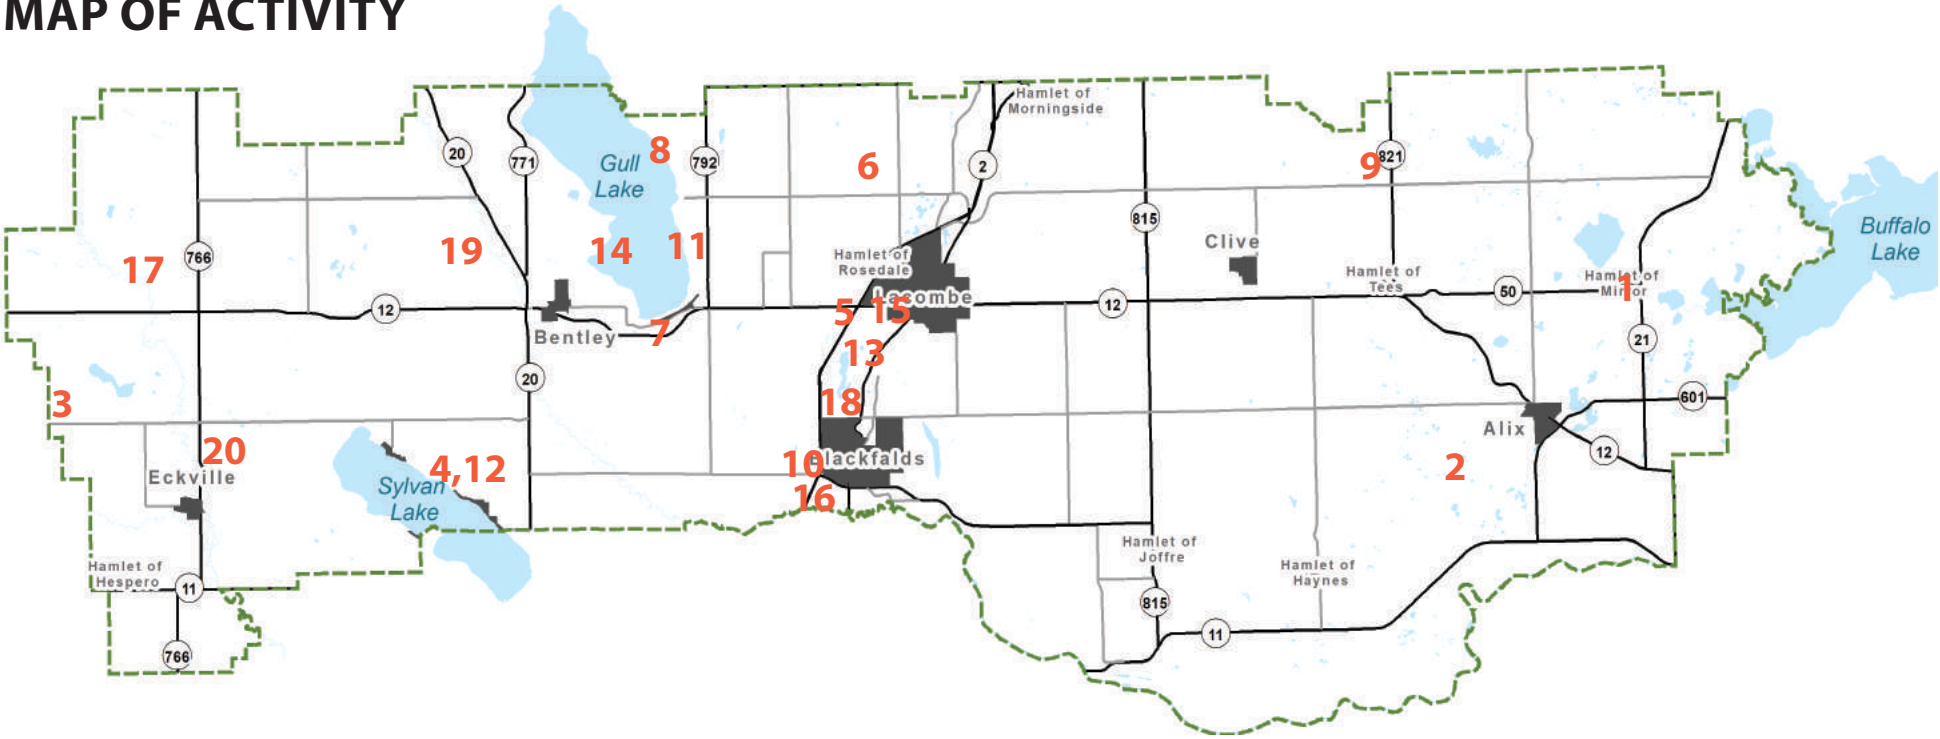 MAP OF ACTIVITY
Hamlet of
Morningside
20
771
Gull
Lake
8
792
6
2
9
821
815
Buffalo
Lake
17
766
19
14
11
Hamlet of
Rosedale
Clive
Hamlet of
Tees
50
Hamlet of
Mirror
1
12
Bentley
7
5
15
Lacombe
12
21
13
3
20
18
601
Alix
12
20
Eckville
4,12
Sylvan
Lake
10
Blackfalds
16
2
Hamlet of
Joffre
Hamlet of
Hespero
11
Hamlet of
Haynes
815
11
766